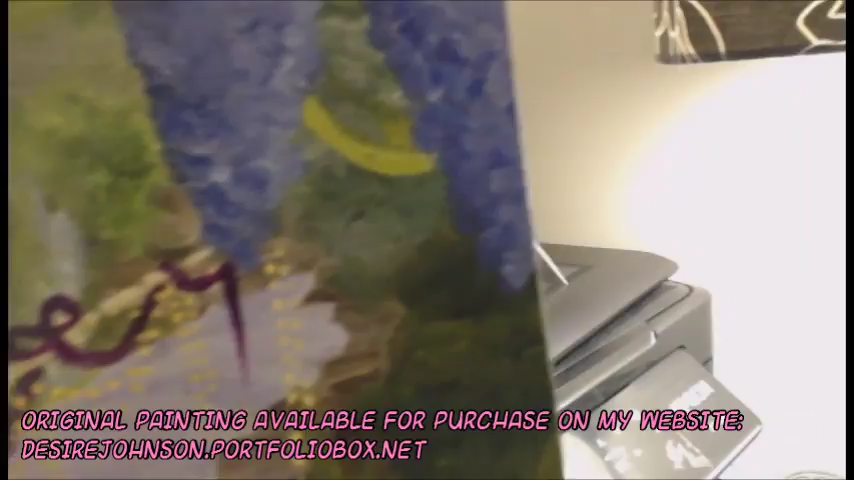 ORIGINAL PAINTING AVAILABLE FOR PURCHASE ON MY WEBSITE:
DESIREJOHNSON.PORTFOLIOBOX.NET